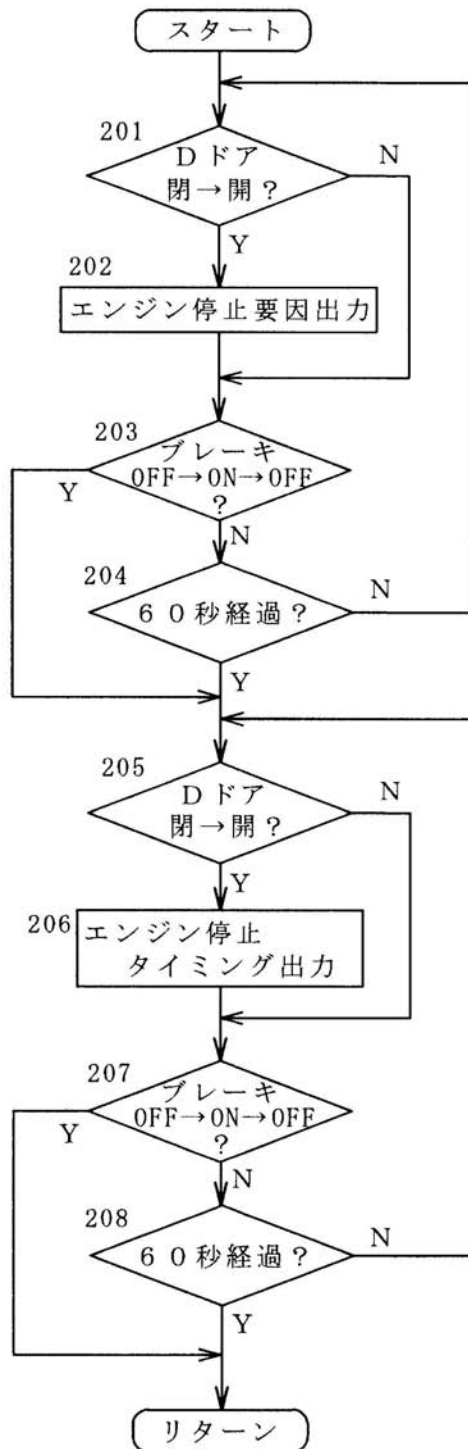 スタート
201
Dドア
閉→開?
N
Y
202
エンジン停止要因出力
203
ブレーキ
OFF→ON→OFF
?
Y
N
204
60秒経過?
N
Y
205
Dドア
閉→開?
N
Y
206
エンジン停止
タイミング出力
207
ブレーキ
OFF→ON→OFF
?
Y
N
208
60秒経過?
N
Y
リターン